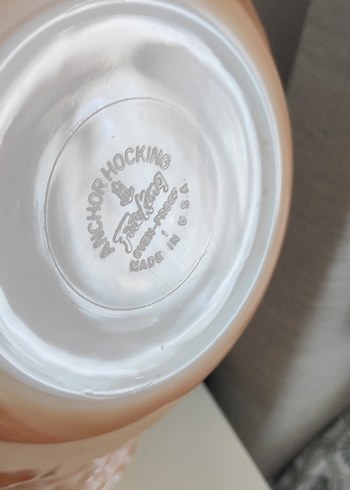 ANCHOR HOCKING
Fire-King
OVEN-PROOF
MADE IN U.S.A